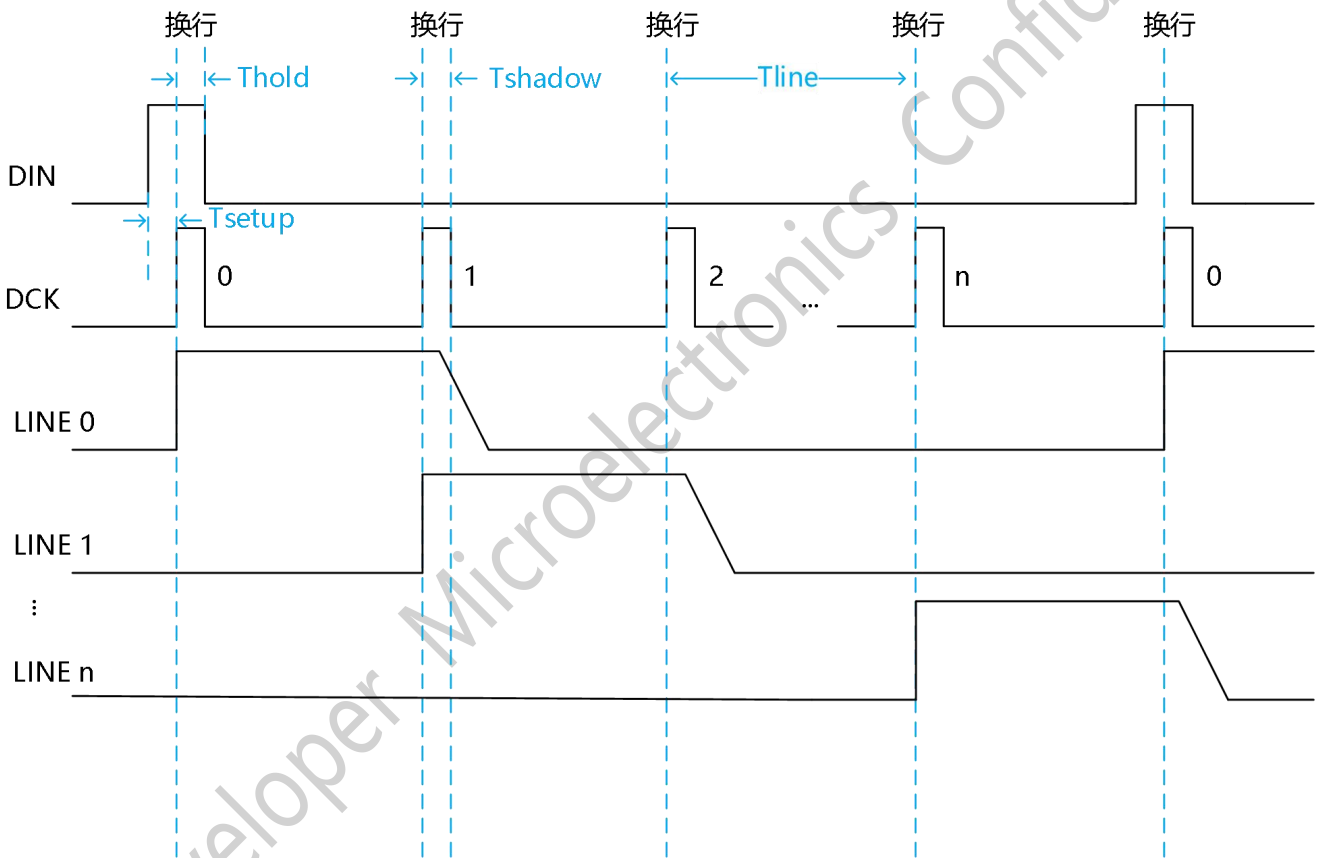 换行 换行 换行 换行 换行
Thold Tshadow Tline
DIN
Tsetup
0 1 2 ... n 0
DCK
LINE 0
LINE 1
⋮
LINE n
veloper Microelectronics Confid